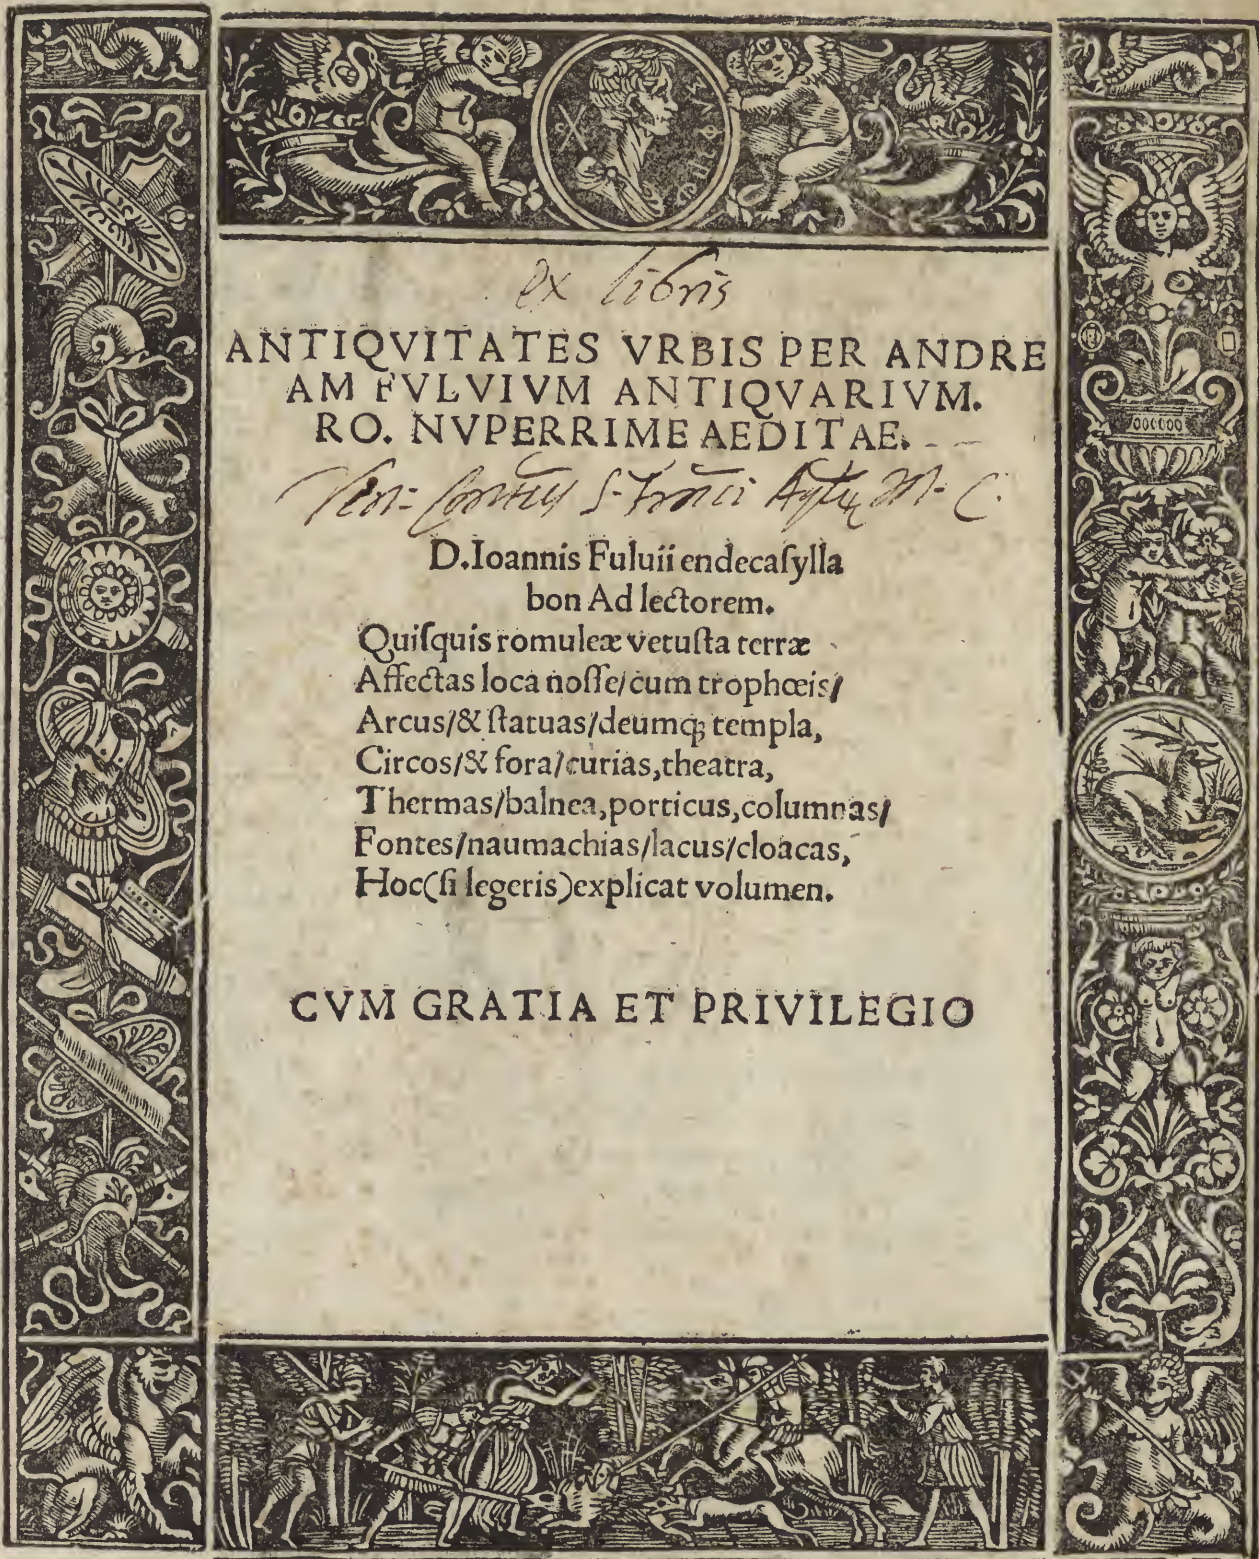 ex libris
ANTIQVITATES VRBIS PER ANDRE
AM FVLVIVM ANTIQVARIVM.
RO. NVPERRIME AEDITAE.
Ven: S. M. C.
D.Ioannis Fuluii endecaſylla
bon Ad lectorem.
Quiſquis romuleæ vetuſta terræ
Affectas loca noſſe/cum trophœis/
Arcus/& ſtatuas/deumqꝫ templa,
Circos/& fora/curias,theatra,
Thermas/balnea,porticus,columnas/
Fontes/naumachias/lacus/cloacas,
Hoc(ſi legeris)explicat volumen.
CVM GRATIA ET PRIVILEGIO